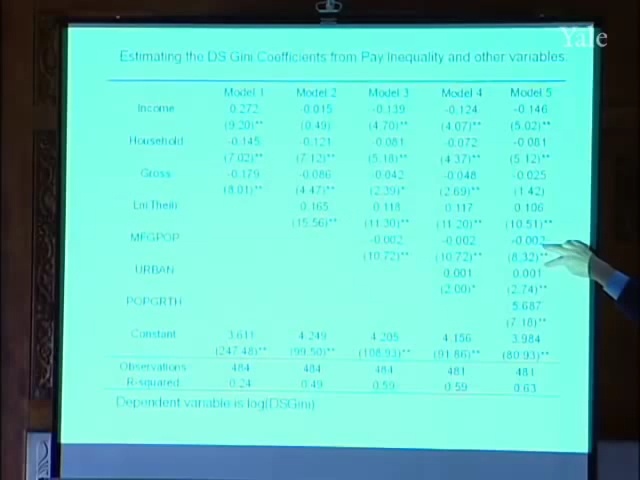 Yale
Estimating the DS Gini Coefficients from Pay Inequality and other variables.
Model 1 Model 2 Model 3 Model 4 Model 5
Income 0.272 -0.015 -0.139 -0.124 -0.146
(9.20)** (0.49) (4.70)** (4.07)** (5.02)**
Household -0.145 -0.121 -0.081 -0.072 -0.081
(7.02)** (7.12)** (5.18)** (4.37)** (5.12)**
Gross -0.179 -0.086 -0.042 -0.048 -0.025
(8.01)** (4.47)** (2.39)* (2.69)** (1.42)
Ln(Theil) 0.165 0.118 0.117 0.106
(15.56)** (11.30)** (11.20)** (10.51)**
MFGPOP -0.002 -0.002 -0.002
(10.72)** (10.72)** (8.32)**
URBAN 0.001 0.001
(2.00)* (2.74)**
POPGRTH 5.687
(7.18)**
Constant 3.611 4.249 4.205 4.156 3.984
(247.48)** (99.50)** (108.93)** (91.86)** (80.93)**
Observations 484 484 484 481 481
R-squared 0.24 0.49 0.59 0.59 0.63
Dependent variable is log(DSGini)